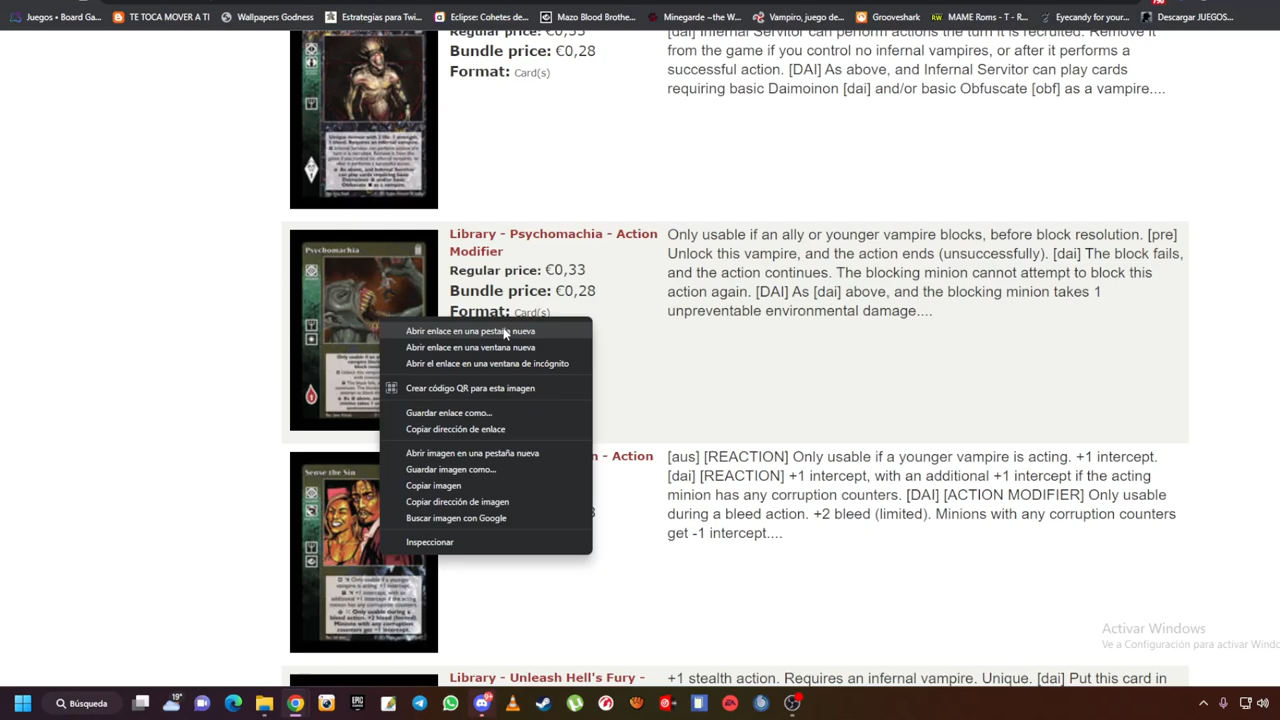 Juegos
Boardgames - Dis...
TE TOCA MOVER A TI
Wallpapers Godness
Estrategias para Twi...
Eclipse: Cohetes de...
Mazo Blood Brothe...
Minegarde - We W...
Vampiro, juego de...
Grooveshark
MAME Roms - T - R...
Eyecandy for your...
Descargar JUEGOS...
Regular price: €0,33
Bundle price: €0,28
Format: Card(s)
[dai] Infernal Servitor can perform actions the turn it is recruited. Remove it
from the game if you control no infernal vampires, or after it performs a
successful action. [DAI] As above, and Infernal Servitor can play cards
requiring basic Daimoinon [dai] and/or basic Obfuscate [obf] as a vampire....
Psychomachia
Library - Psychomachia - Action
Modifier
Regular price: €0,33
Bundle price: €0,28
Format: Card(s)
Only usable if an ally or younger vampire blocks, before block resolution. [pre]
Unlock this vampire, and the action ends (unsuccessfully). [dai] The block fails,
and the action continues. The blocking minion cannot attempt to block this
action again. [DAI] As [dai] above, and the blocking minion takes 1
unpreventable environmental damage....
Abrir enlace en una pestaña nueva
Abrir enlace en una ventana nueva
Abrir el enlace en una ventana de incógnito
Crear código QR para esta imagen
Guardar enlace como...
Copiar dirección de enlace
Abrir imagen en una pestaña nueva
Guardar imagen como...
Copiar imagen
Copiar dirección de imagen
Buscar imagen con Google
Inspeccionar
Sense the Sin
n - Action
[aus] [REACTION] Only usable if a younger vampire is acting. +1 intercept.
[dai] [REACTION] +1 intercept, with an additional +1 intercept if the acting
minion has any corruption counters. [DAI] [ACTION MODIFIER] Only usable
during a bleed action. +2 bleed (limited). Minions with any corruption counters
get -1 intercept....
Activar Windows
Ve a Configuración para activar Windo
Library - Unleash Hell's Fury -
+1 stealth action. Requires an infernal vampire. Unique. [dai] Put this card in
Búsqueda
19°